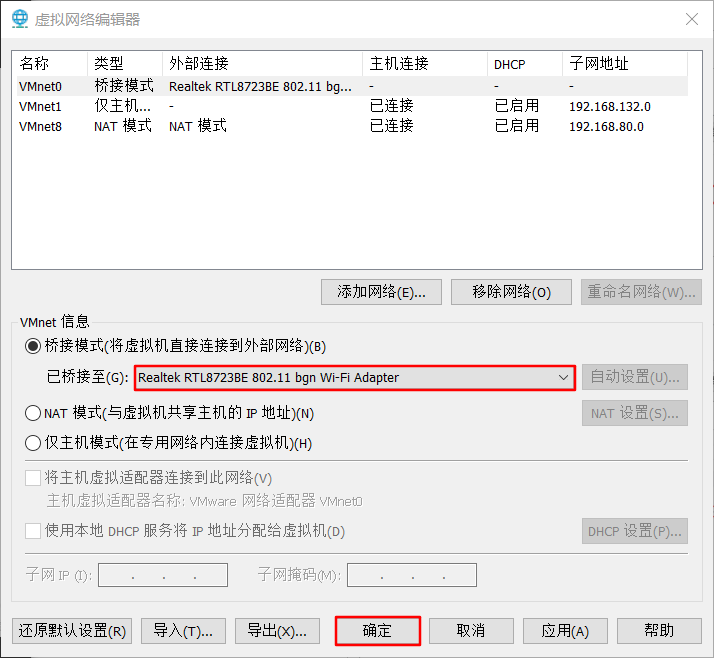 虚拟网络编辑器
名称 类型 外部连接 主机连接 DHCP 子网地址
VMnet0 桥接模式 Realtek RTL8723BE 802.11 bg... - - -
VMnet1 仅主机... - 已连接 已启用 192.168.132.0
VMnet8 NAT 模式 NAT 模式 已连接 已启用 192.168.80.0
添加网络(E)... 移除网络(O) 重命名网络(W)...
VMnet 信息
桥接模式(将虚拟机直接连接到外部网络)(B)
已桥接至(G): Realtek RTL8723BE 802.11 bgn Wi-Fi Adapter 自动设置(U)...
NAT 模式(与虚拟机共享主机的 IP 地址)(N) NAT 设置(S)...
仅主机模式(在专用网络内连接虚拟机)(H)
将主机虚拟适配器连接到此网络(V)
主机虚拟适配器名称: VMware 网络适配器 VMnet0
使用本地 DHCP 服务将 IP 地址分配给虚拟机(D) DHCP 设置(P)...
子网 IP (I): . . . 子网掩码(M): . . .
还原默认设置(R) 导入(T)... 导出(X)... 确定 取消 应用(A) 帮助